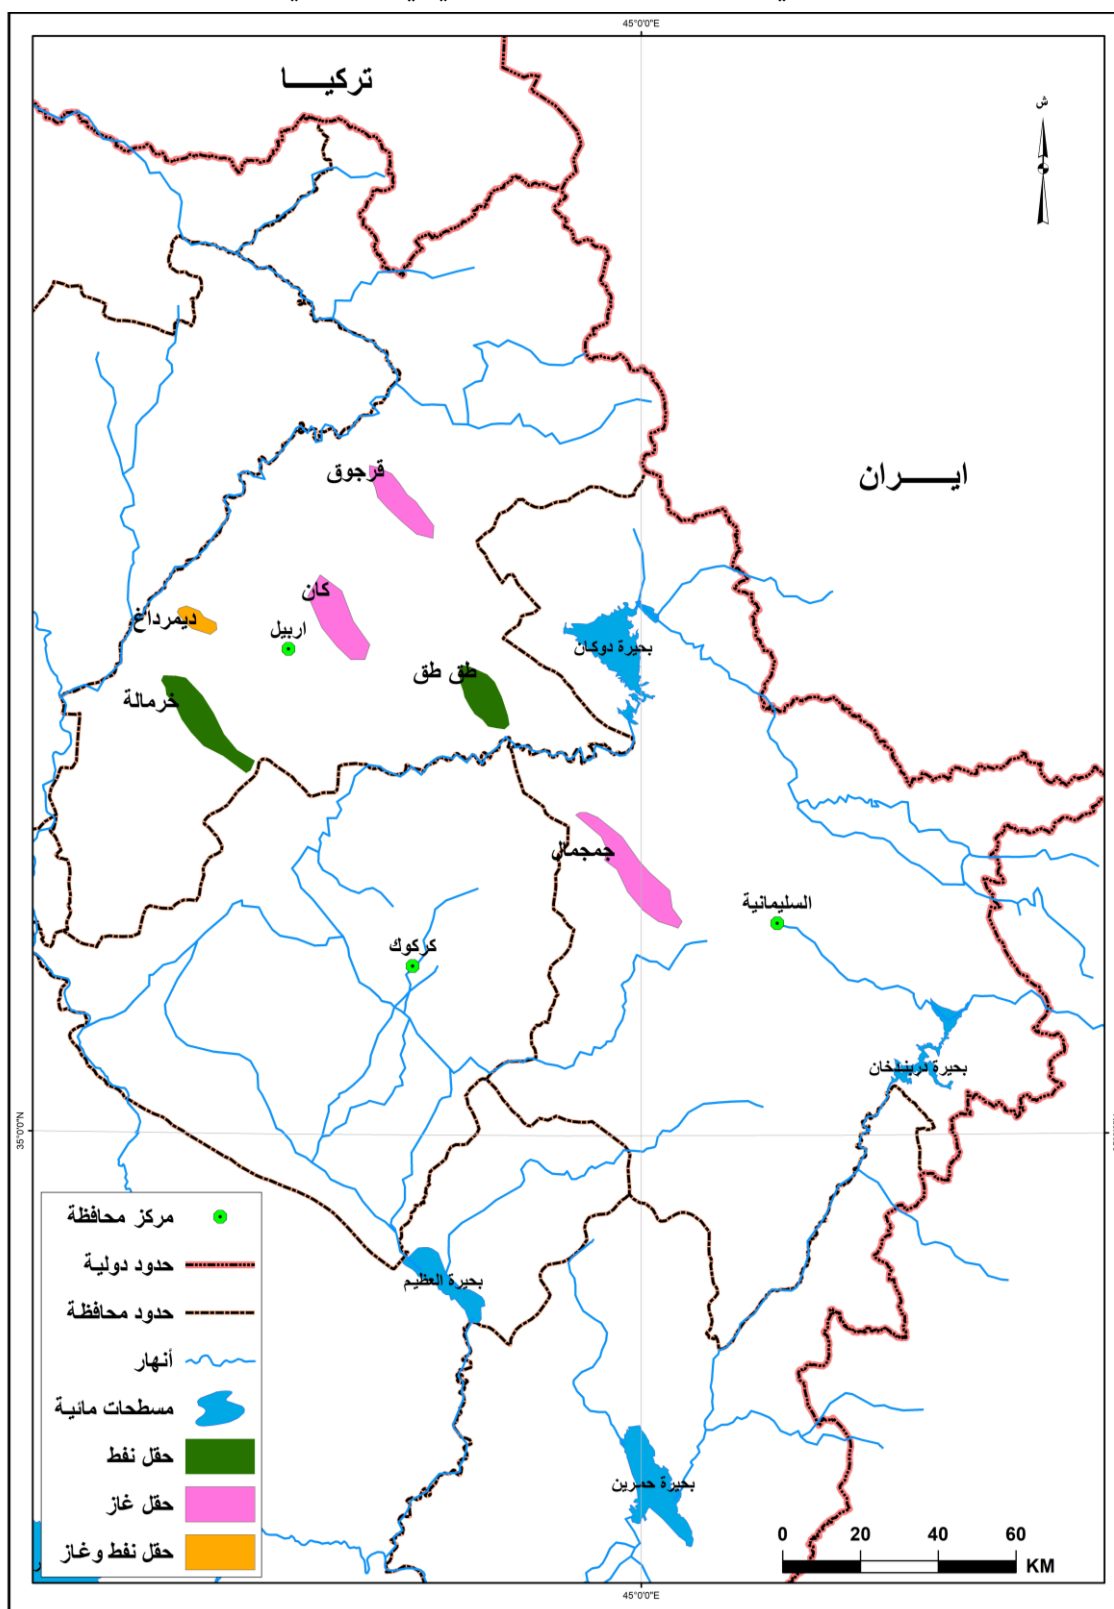 45°0'0"E
تركيــــا
ش
ايـــــران
قرجوق
كان
ديمرداغ
اربيل
بحيرة دوكان
طق طق
خرمالة
جمجمال
السليمانية
كركوك
بحيرة دربندخان
35°0'0"N
مركز محافظة
حدود دولية
حدود محافظة
أنهار
مسطحات مائية
حقل نفط
حقل غاز
حقل نفط وغاز
بحيرة العظيم
بحيرة حمرين
0 20 40 60
KM
45°0'0"E